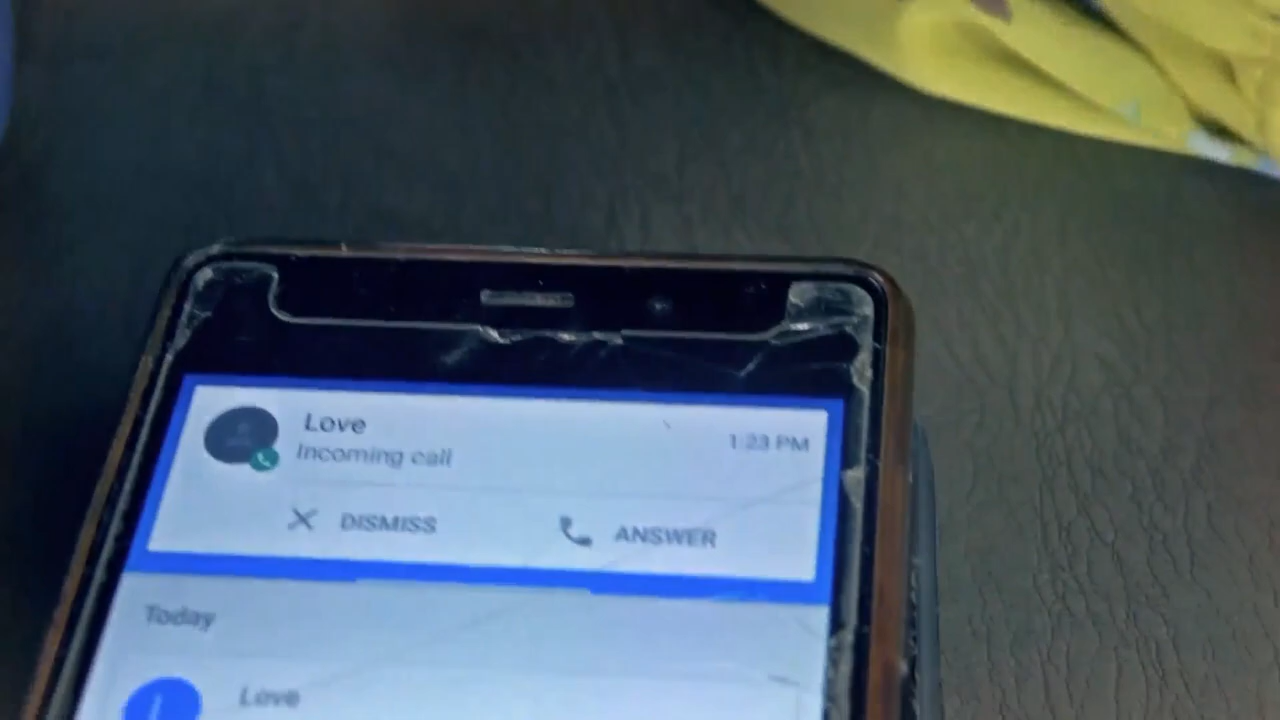 Love
1:23 PM
Incoming call
DISMISS
ANSWER
Today
Love